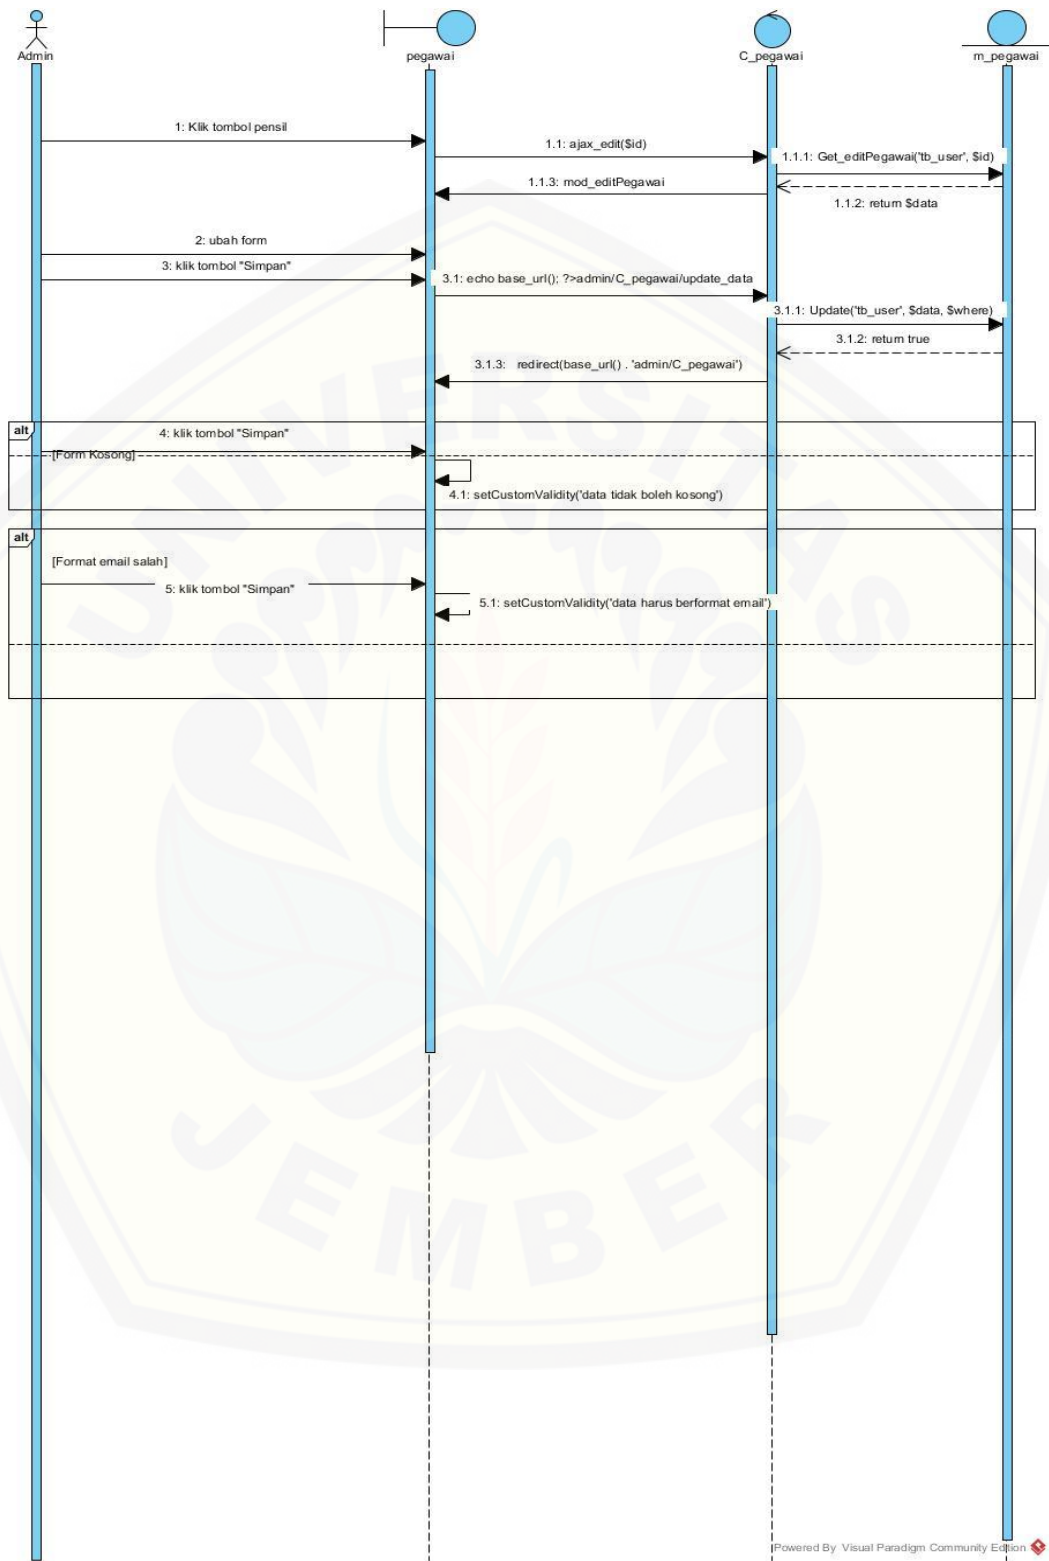 Admin
pegawai
C_pegawai
m_pegawai
1: Klik tombol pensil
1.1: ajax_edit($id)
1.1.1: Get_editPegawai('tb_user', $id)
1.1.3: mod_editPegawai
1.1.2: return $data
2: ubah form
3: klik tombol "Simpan"
3.1: echo base_url(); ?>admin/C_pegawai/update_data
3.1.1: Update('tb_user', $data, $where)
3.1.2: return true
3.1.3: redirect(base_url() . 'admin/C_pegawai')
alt
4: klik tombol "Simpan"
[Form Kosong]
4.1: setCustomValidity('data tidak boleh kosong')
alt
[Format email salah]
5: klik tombol "Simpan"
5.1: setCustomValidity('data harus berformat email')
UNIVERSITAS
JEMBER
Powered By Visual Paradigm Community Edition